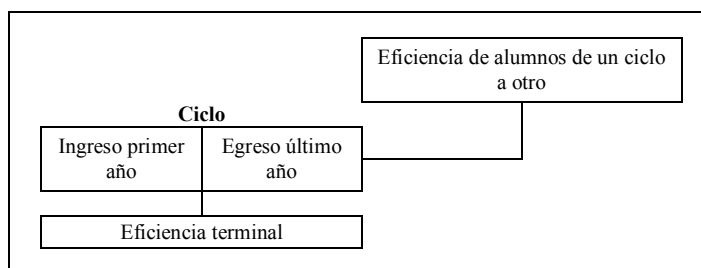 Eficiencia de alumnos de un ciclo
a otro
Ciclo
Ingreso primer
año
Egreso último
año
Eficiencia terminal